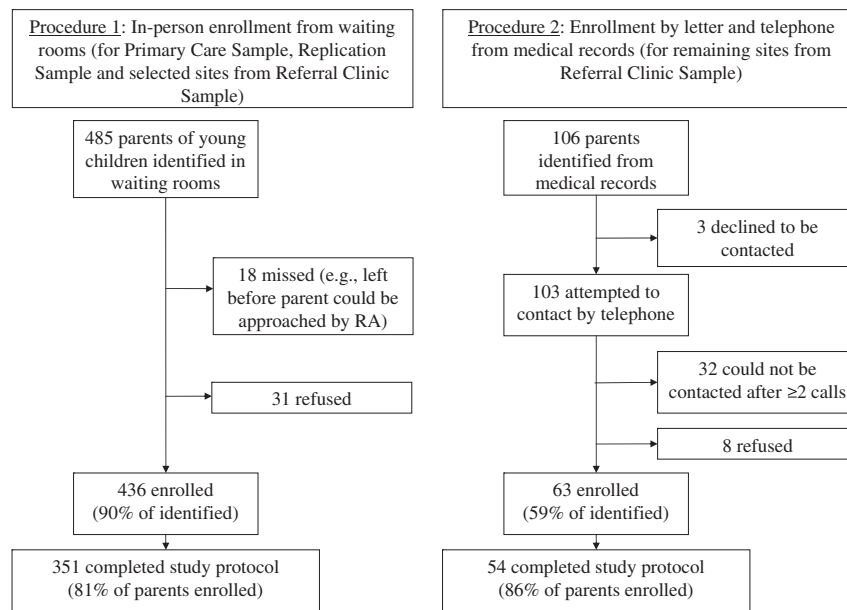 Procedure 1: In-person enrollment from waiting
rooms (for Primary Care Sample, Replication
Sample and selected sites from Referral Clinic
Sample)
485 parents of young
children identified in
waiting rooms
18 missed (e.g., left
before parent could be
approached by RA)
31 refused
436 enrolled
(90% of identified)
351 completed study protocol
(81% of parents enrolled)
Procedure 2: Enrollment by letter and telephone
from medical records (for remaining sites from
Referral Clinic Sample)
106 parents
identified from
medical records
3 declined to be
contacted
103 attempted to
contact by telephone
32 could not be
contacted after ≥2 calls
8 refused
63 enrolled
(59% of identified)
54 completed study protocol
(86% of parents enrolled)